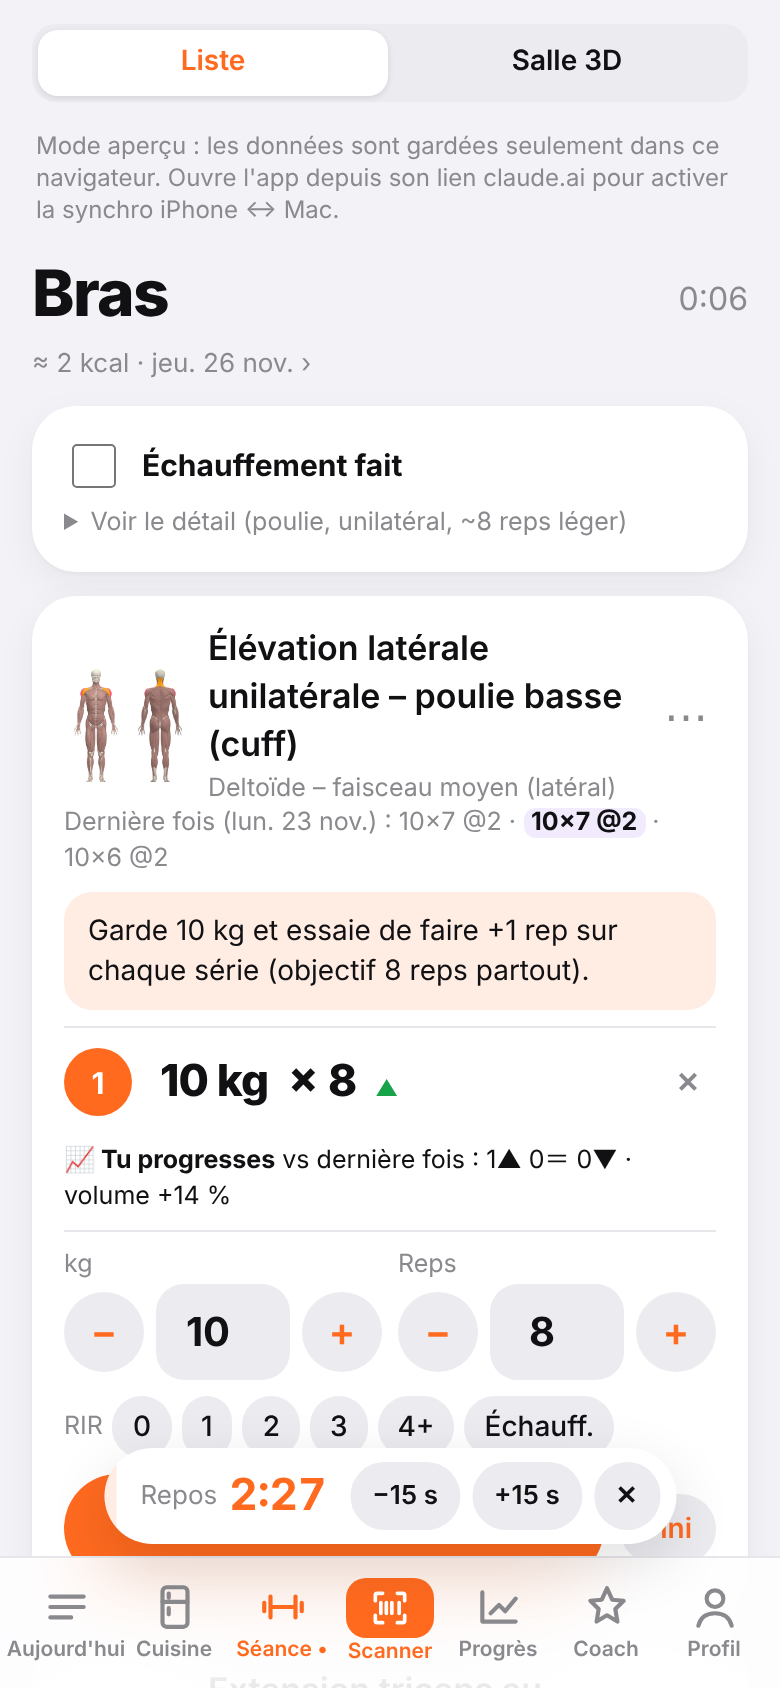 Liste
Salle 3D
Mode aperçu : les données sont gardées seulement dans ce
navigateur. Ouvre l'app depuis son lien claude.ai pour activer
la synchro iPhone ↔ Mac.
Bras
0:06
≈ 2 kcal · jeu. 26 nov. ›
Échauffement fait
▶ Voir le détail (poulie, unilatéral, ~8 reps léger)
Élévation latérale
unilatérale – poulie basse
(cuff)
···
Deltoïde – faisceau moyen (latéral)
Dernière fois (lun. 23 nov.) : 10×7 @2 · 10×7 @2 ·
10×6 @2
Garde 10 kg et essaie de faire +1 rep sur
chaque série (objectif 8 reps partout).
1 10 kg × 8 ▲ ×
📈 Tu progresses vs dernière fois : 1▲ 0＝ 0▼ ·
volume +14 %
kg
Reps
− 10 + − 8 +
RIR 0 1 2 3 4+ Échauff.
Repos 2:27 −15 s +15 s ×
Aujourd'hui Cuisine Séance • Scanner Progrès Coach Profil